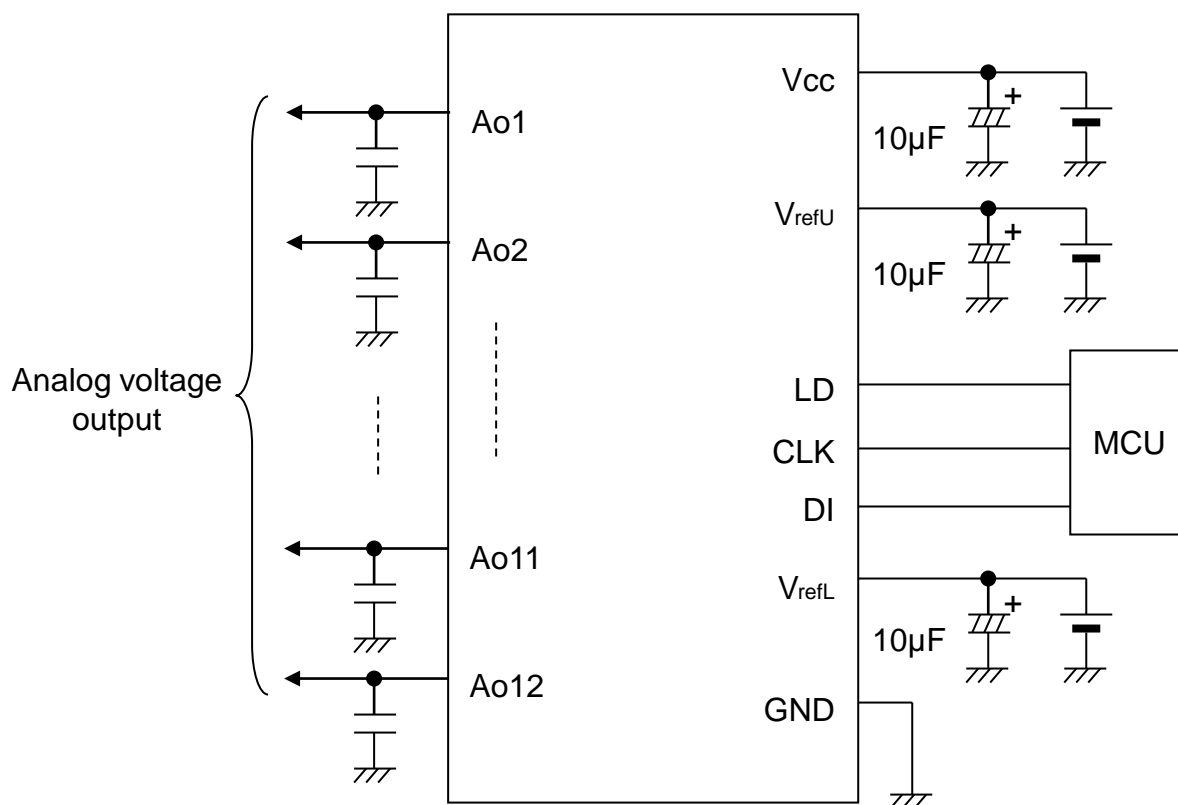 Vcc
+
10µF
Ao1
VrefU
+
10µF
Ao2
Analog voltage
output
LD
CLK
MCU
DI
Ao11
VrefL
+
10µF
Ao12
GND